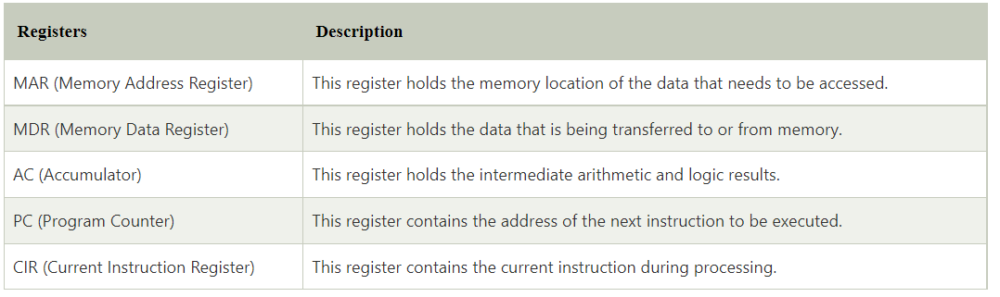 Registers Description
MAR (Memory Address Register) This register holds the memory location of the data that needs to be accessed.
MDR (Memory Data Register) This register holds the data that is being transferred to or from memory.
AC (Accumulator) This register holds the intermediate arithmetic and logic results.
PC (Program Counter) This register contains the address of the next instruction to be executed.
CIR (Current Instruction Register) This register contains the current instruction during processing.